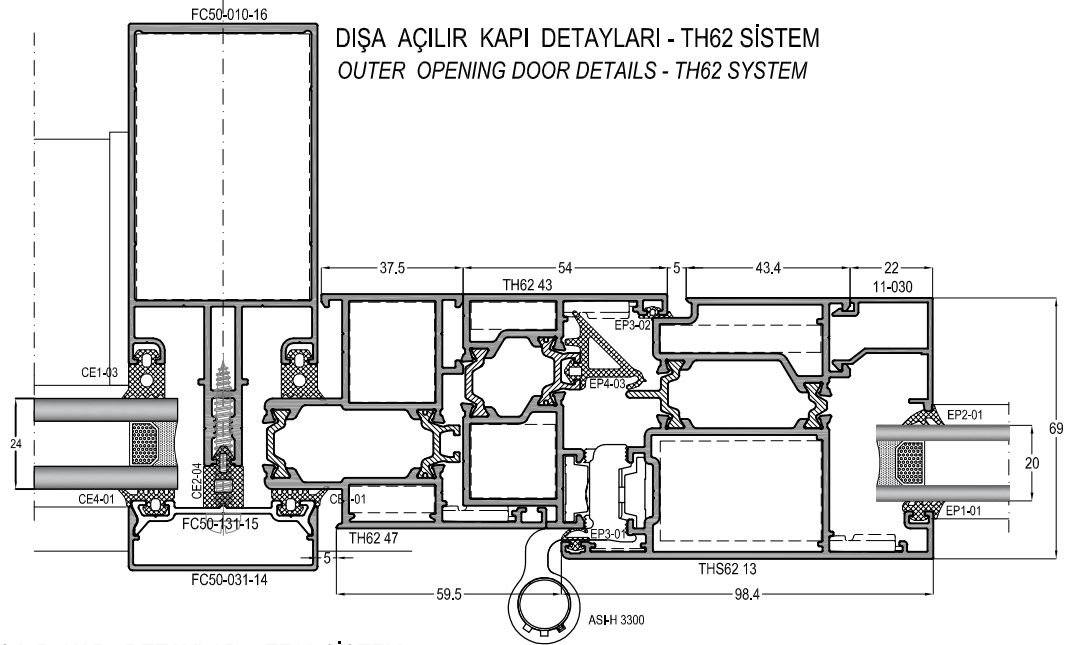 FC50-010-16
DIŞA AÇILIR KAPI DETAYLARI - TH62 SİSTEM
OUTER OPENING DOOR DETAILS - TH62 SYSTEM
37.5
54
5
43.4
22
TH62 43
11-030
EP3-02
CE1-03
EP4-03
EP2-01
24
69
20
CE2-04
CE4-01
EP1-01
FC50-131-15
EP3-01
TH62 47
THS62 13
5
FC50-031-14
59.5
98.4
ASI-H 3300